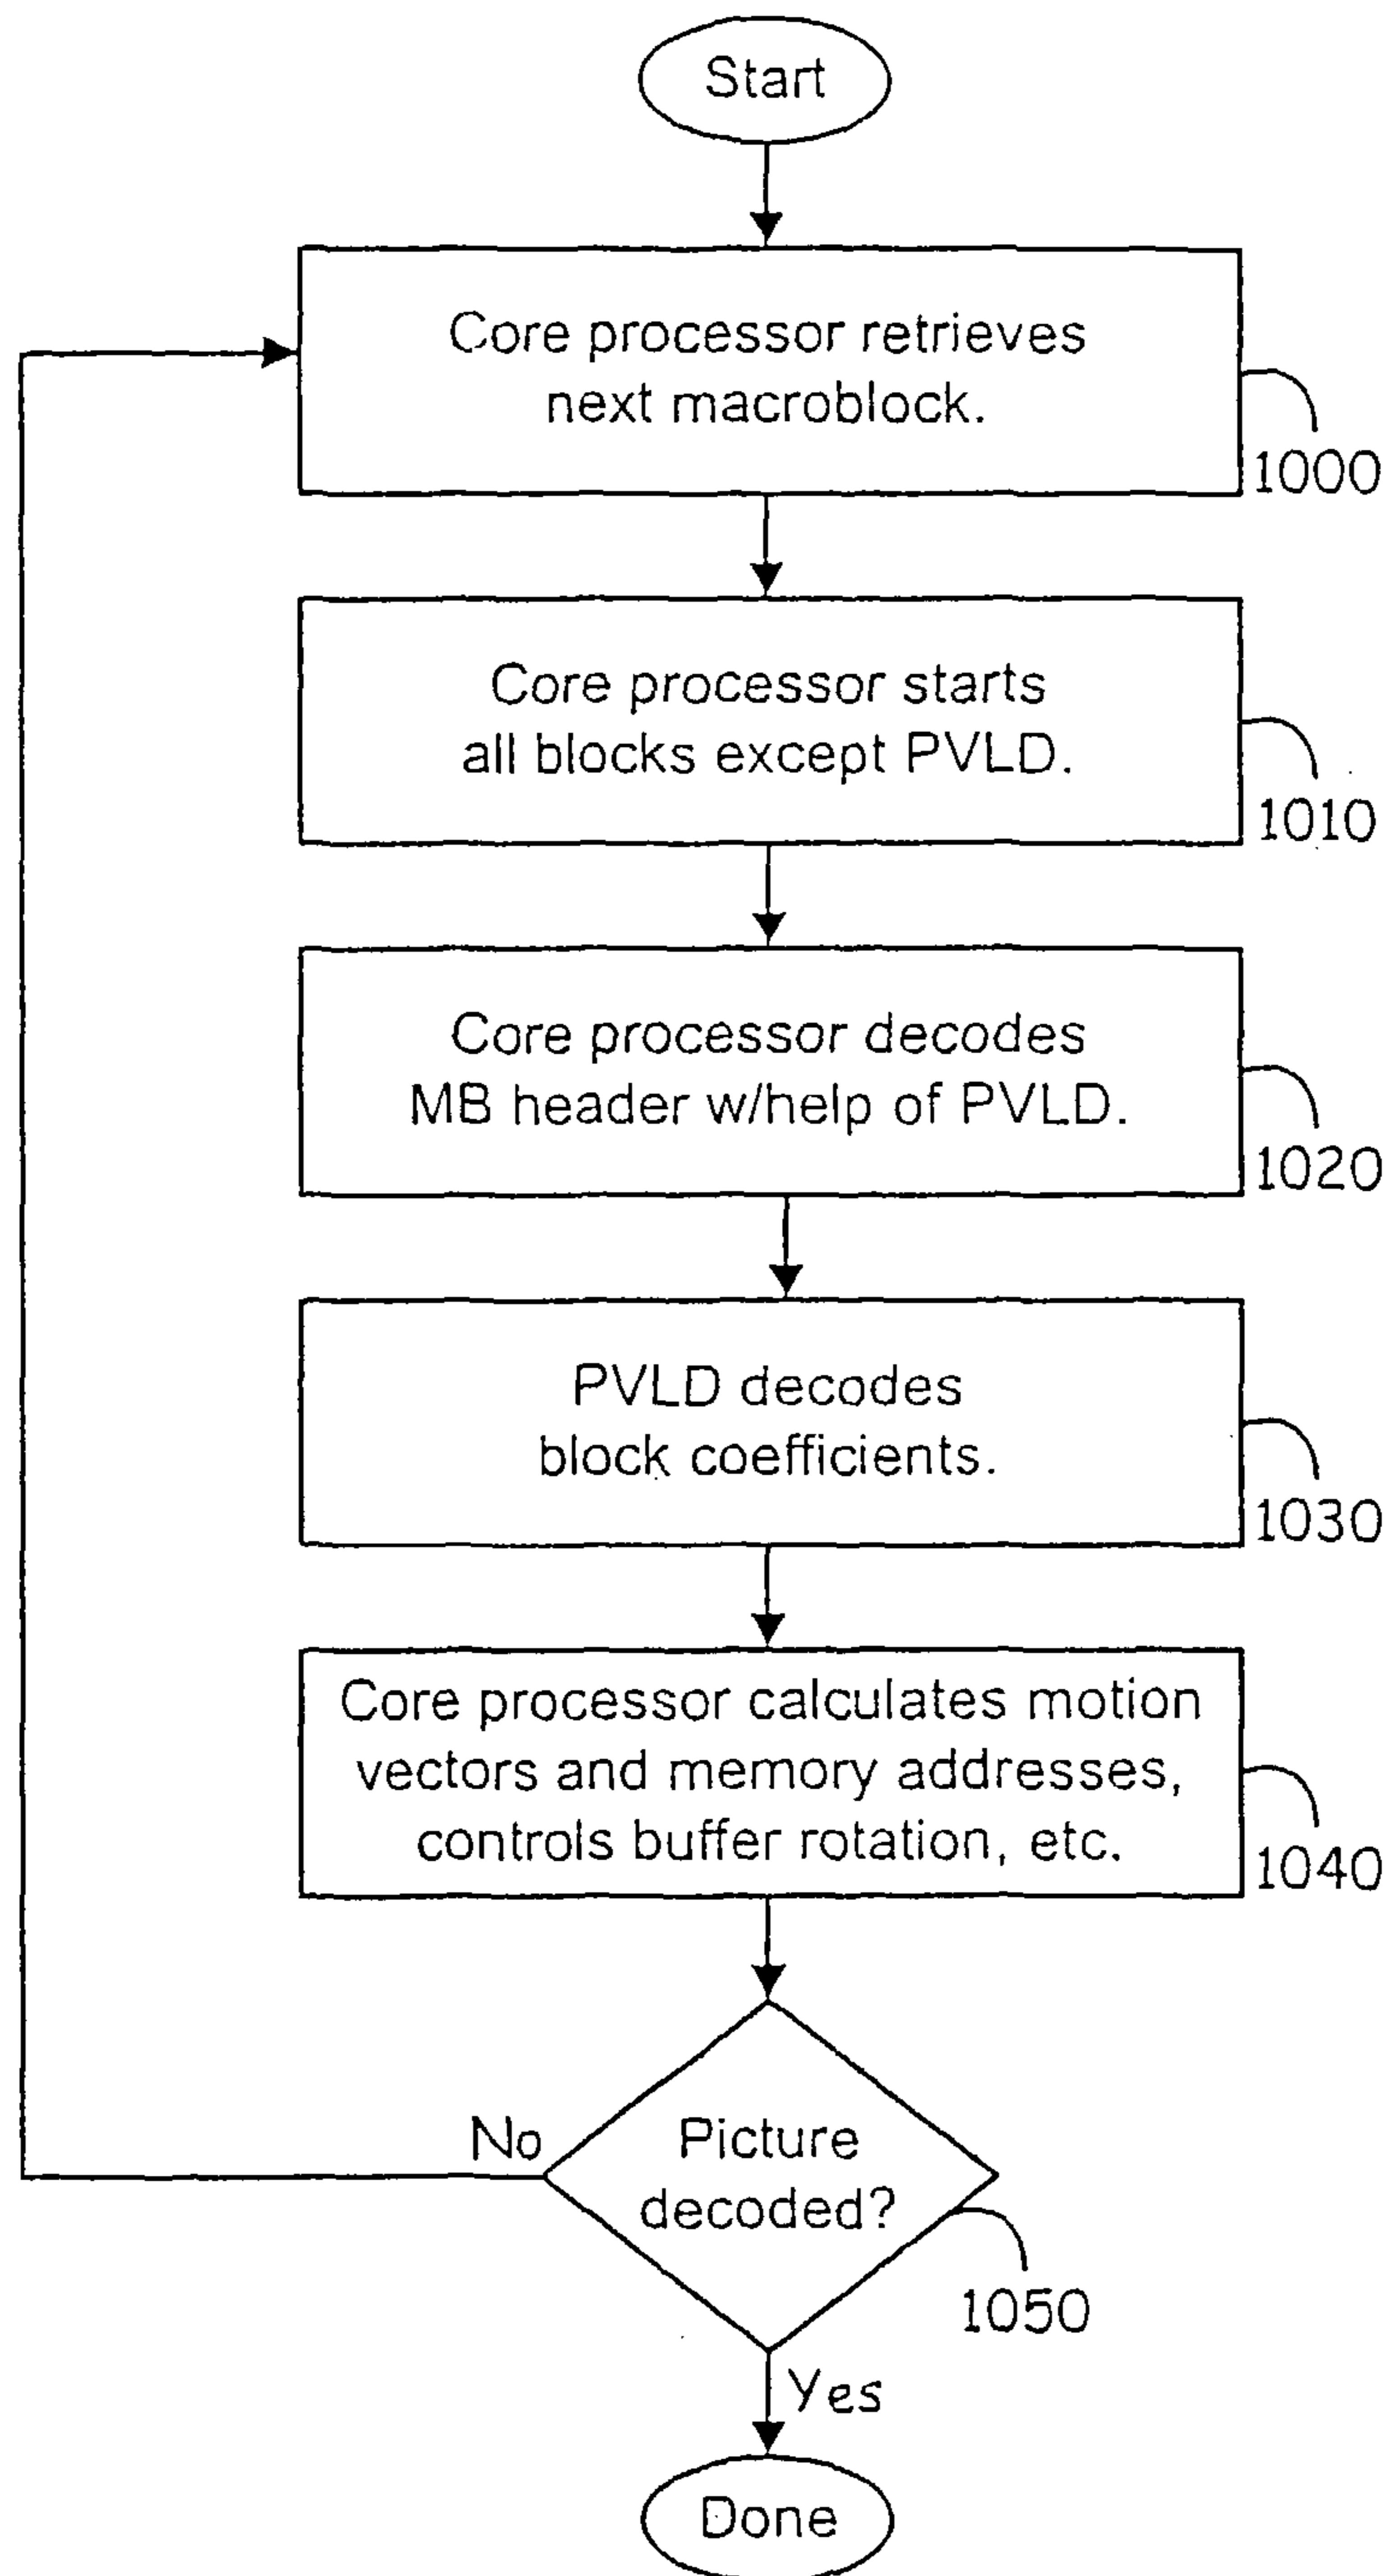 Start
Core processor retrieves
next macroblock.
1000
Core processor starts
all blocks except PVLD.
1010
Core processor decodes
MB header w/help of PVLD.
1020
PVLD decodes
block coefficients.
1030
Core processor calculates motion
vectors and memory addresses,
controls buffer rotation, etc.
1040
No
Picture
decoded?
1050
Yes
Done